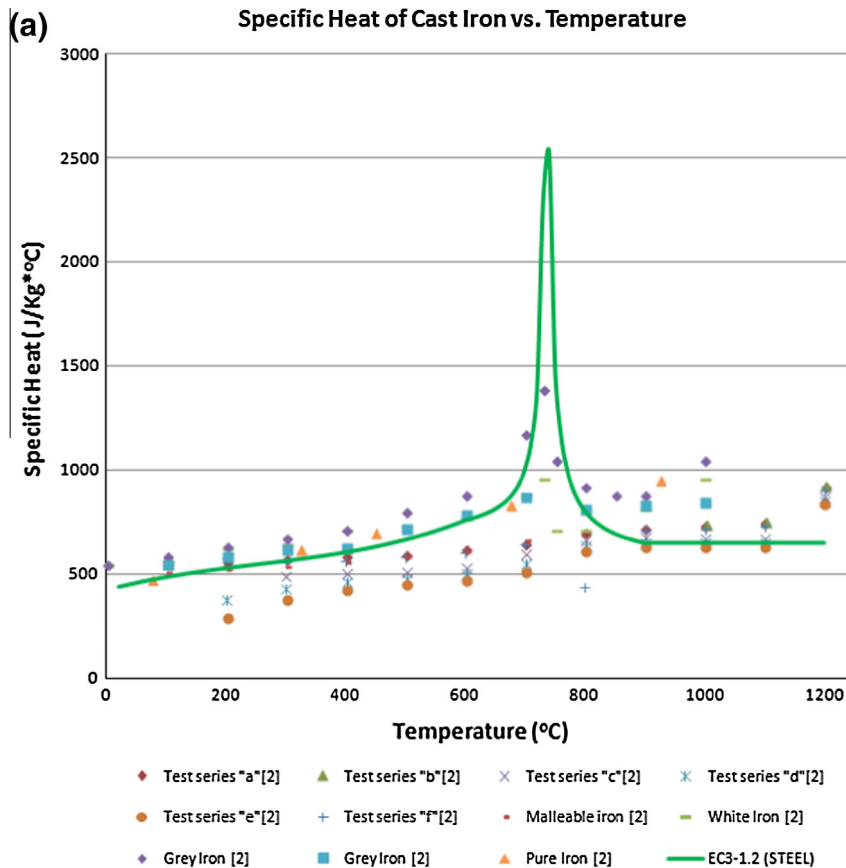 (a)
Specific Heat of Cast Iron vs. Temperature
3000
2500
2000
1500
1000
500
0
Specific Heat ( J/Kg*ºC)
0 200 400 600 800 1000 1200
Temperature (ºC)
Test series "a"[2] Test series "b"[2] Test series "c"[2] Test series "d"[2]
Test series "e"[2] Test series "f"[2] Malleable iron [2] White Iron [2]
Grey Iron [2] Grey Iron [2] Pure Iron [2] EC3-1.2 (STEEL)